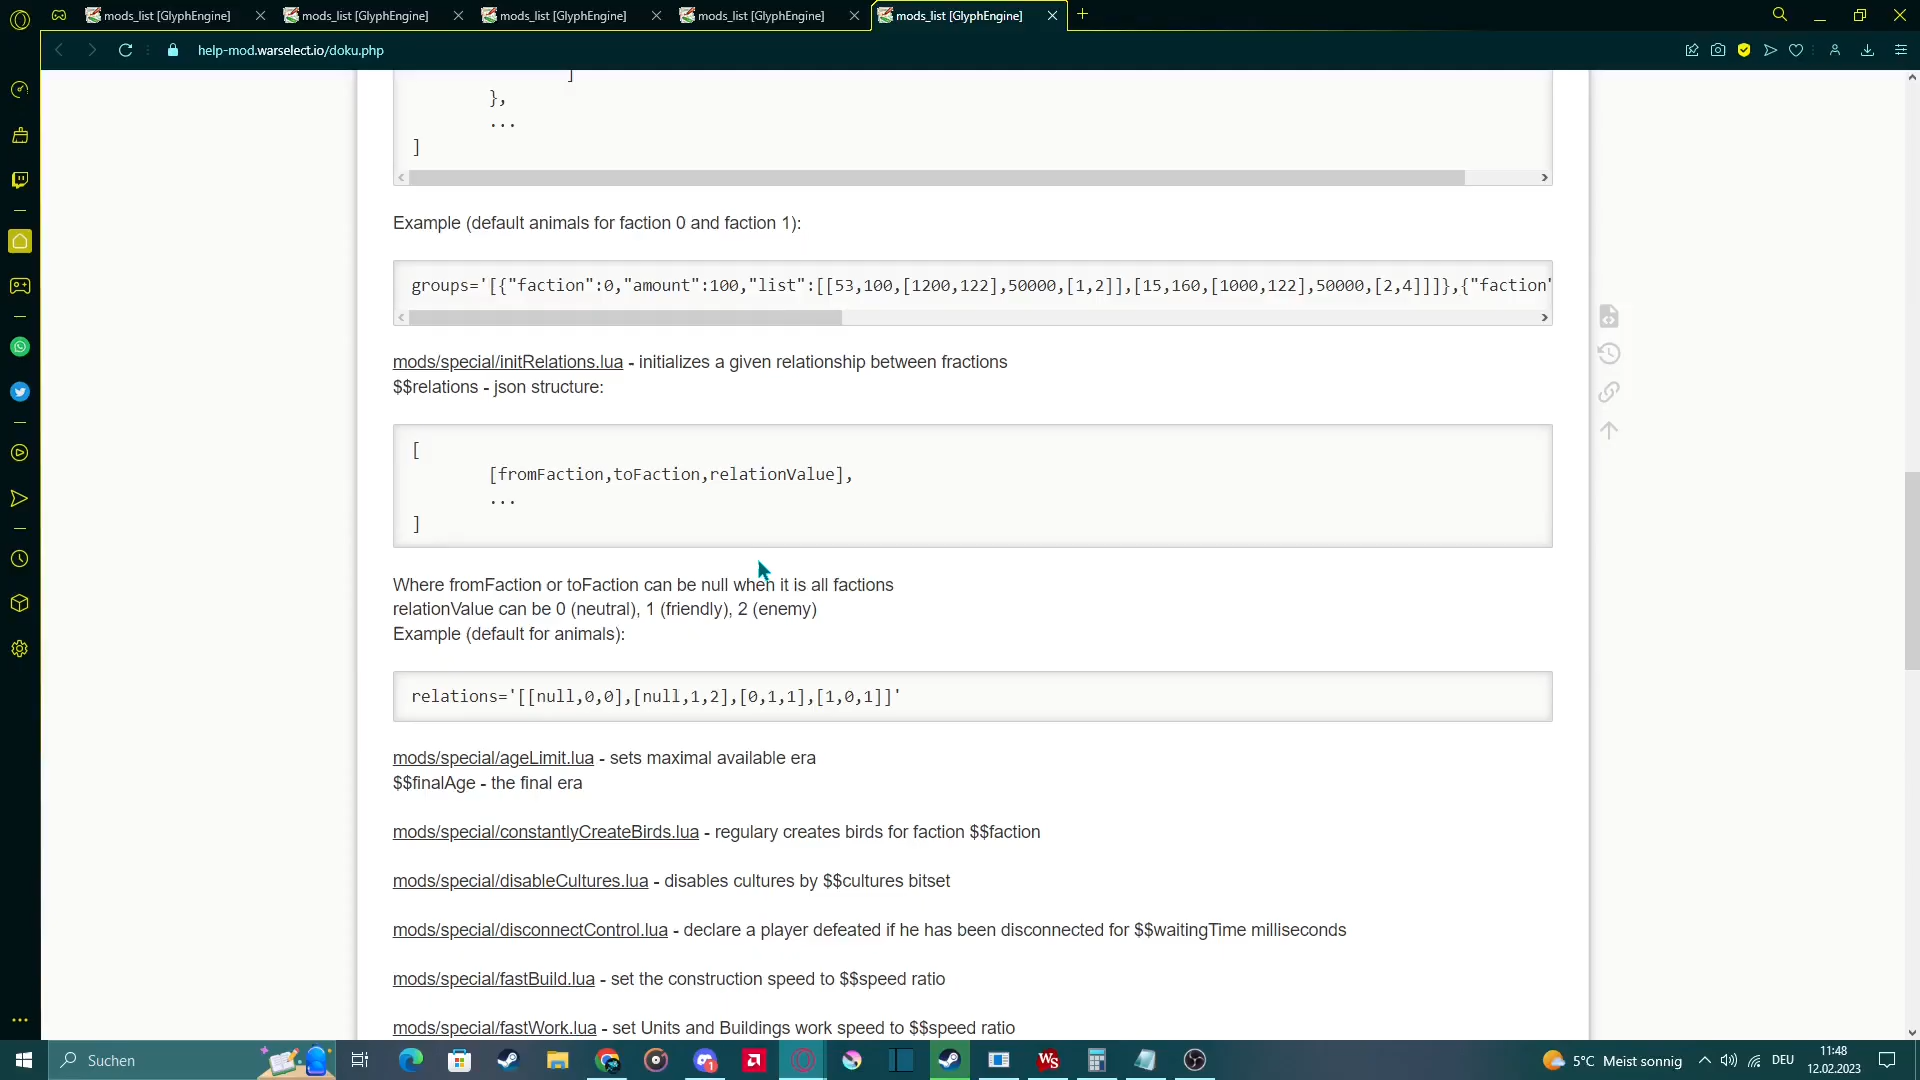 mods_list [GlyphEngine]
mods_list [GlyphEngine]
mods_list [GlyphEngine]
mods_list [GlyphEngine]
mods_list [GlyphEngine]
help-mod.warselect.io/doku.php
]
},
...
]
Example (default animals for faction 0 and faction 1):
groups='[{"faction":0,"amount":100,"list":[[53,100,[1200,122],50000,[1,2]],[15,160,[1000,122],50000,[2,4]]]},{"faction"
mods/special/initRelations.lua - initializes a given relationship between fractions
$$relations - json structure:
[
[fromFaction,toFaction,relationValue],
...
]
Where fromFaction or toFaction can be null when it is all factions
relationValue can be 0 (neutral), 1 (friendly), 2 (enemy)
Example (default for animals):
relations='[[null,0,0],[null,1,2],[0,1,1],[1,0,1]]'
mods/special/ageLimit.lua - sets maximal available era
$$finalAge - the final era
mods/special/constantlyCreateBirds.lua - regulary creates birds for faction $$faction
mods/special/disableCultures.lua - disables cultures by $$cultures bitset
mods/special/disconnectControl.lua - declare a player defeated if he has been disconnected for $$waitingTime milliseconds
mods/special/fastBuild.lua - set the construction speed to $$speed ratio
mods/special/fastWork.lua - set Units and Buildings work speed to $$speed ratio
Suchen
WS
5°C Meist sonnig
DEU
11:48
12.02.2023